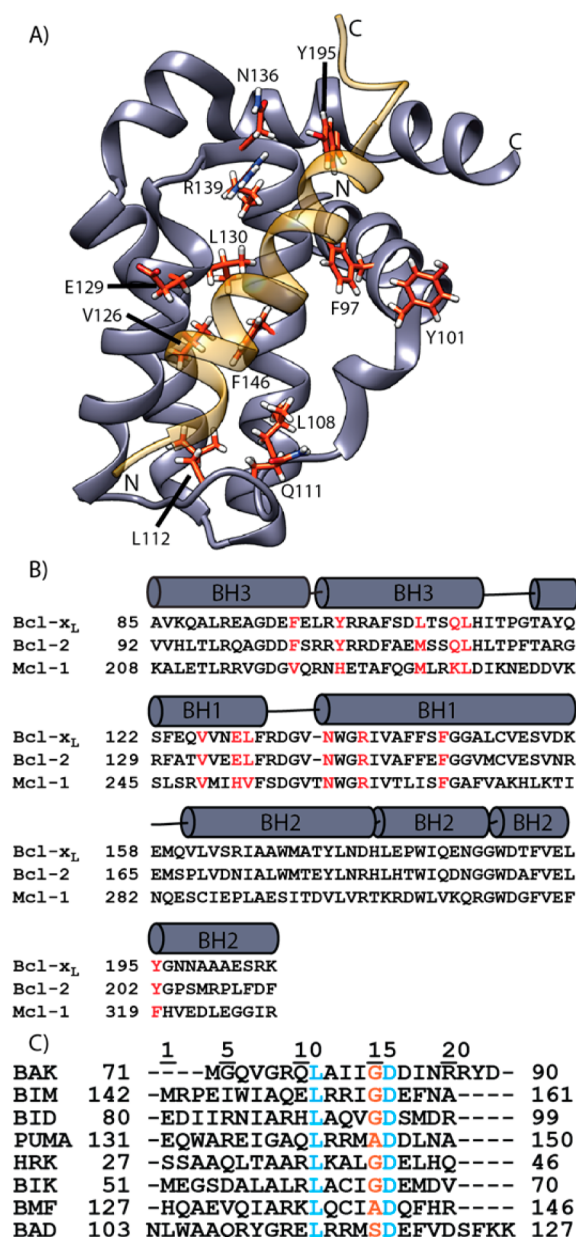 A)
C
Y195
N136
C
N
R139
L130
E129
F97
Y101
V126
F146
L108
N
Q111
L112
B)
BH3 BH3
Bcl-xL 85 AVKQALREAGDEFELRYRRAFSDLTSQLHITPGTAYQ
Bcl-2 92 VVHLTLRQAGDDFSRRYRRDFAEMSSQLHLTPFTARG
Mcl-1 208 KALETLRRVGDGVQRNHETAFQGMLRKLDIKNEDDVK
BH1 BH1
Bcl-xL 122 SFEQVVNELFRDGV-NWGRIVAFFSFGGALCVESVDK
Bcl-2 129 RFATVVEELFRDGV-NWGRIVAFFEFGGVMCVESVNR
Mcl-1 245 SLSRVMIHVFSDGVTNWGRIVTLISFGAFVAKHLKTI
BH2 BH2 BH2
Bcl-xL 158 EMQVLVSRIAAWMATYLNDHLEPWIQENGGWDTFVEL
Bcl-2 165 EMSPLVDNIALWMTEYLNRHLHTWIQDNGGWDAFVEL
Mcl-1 282 NQESCIEPLAESITDVLVRTKRDWLVKQRGWDGFVEF
BH2
Bcl-xL 195 YGNNAAAESRK
Bcl-2 202 YGPSMRPLFDF
Mcl-1 319 FHVEDLEGGIR
C) 1 5 10 15 20
BAK 71 ----MGQVGRQLAIIGDDINRRYD- 90
BIM 142 -MRPEIWIAQELRRIGDEFNA---- 161
BID 80 -EDIIRNIARHLAQVGDSMDR---- 99
PUMA 131 -EQWAREIGAQLRRMADDLNA---- 150
HRK 27 -SSAAQLTAARLKALGDELHQ---- 46
BIK 51 -MEGSDALALRLACIGDEMDV---- 70
BMF 127 -HQAEVQIARKLQCIADQFHR---- 146
BAD 103 NLWAAQRYGRELRRMSDEFVDSFKK 127